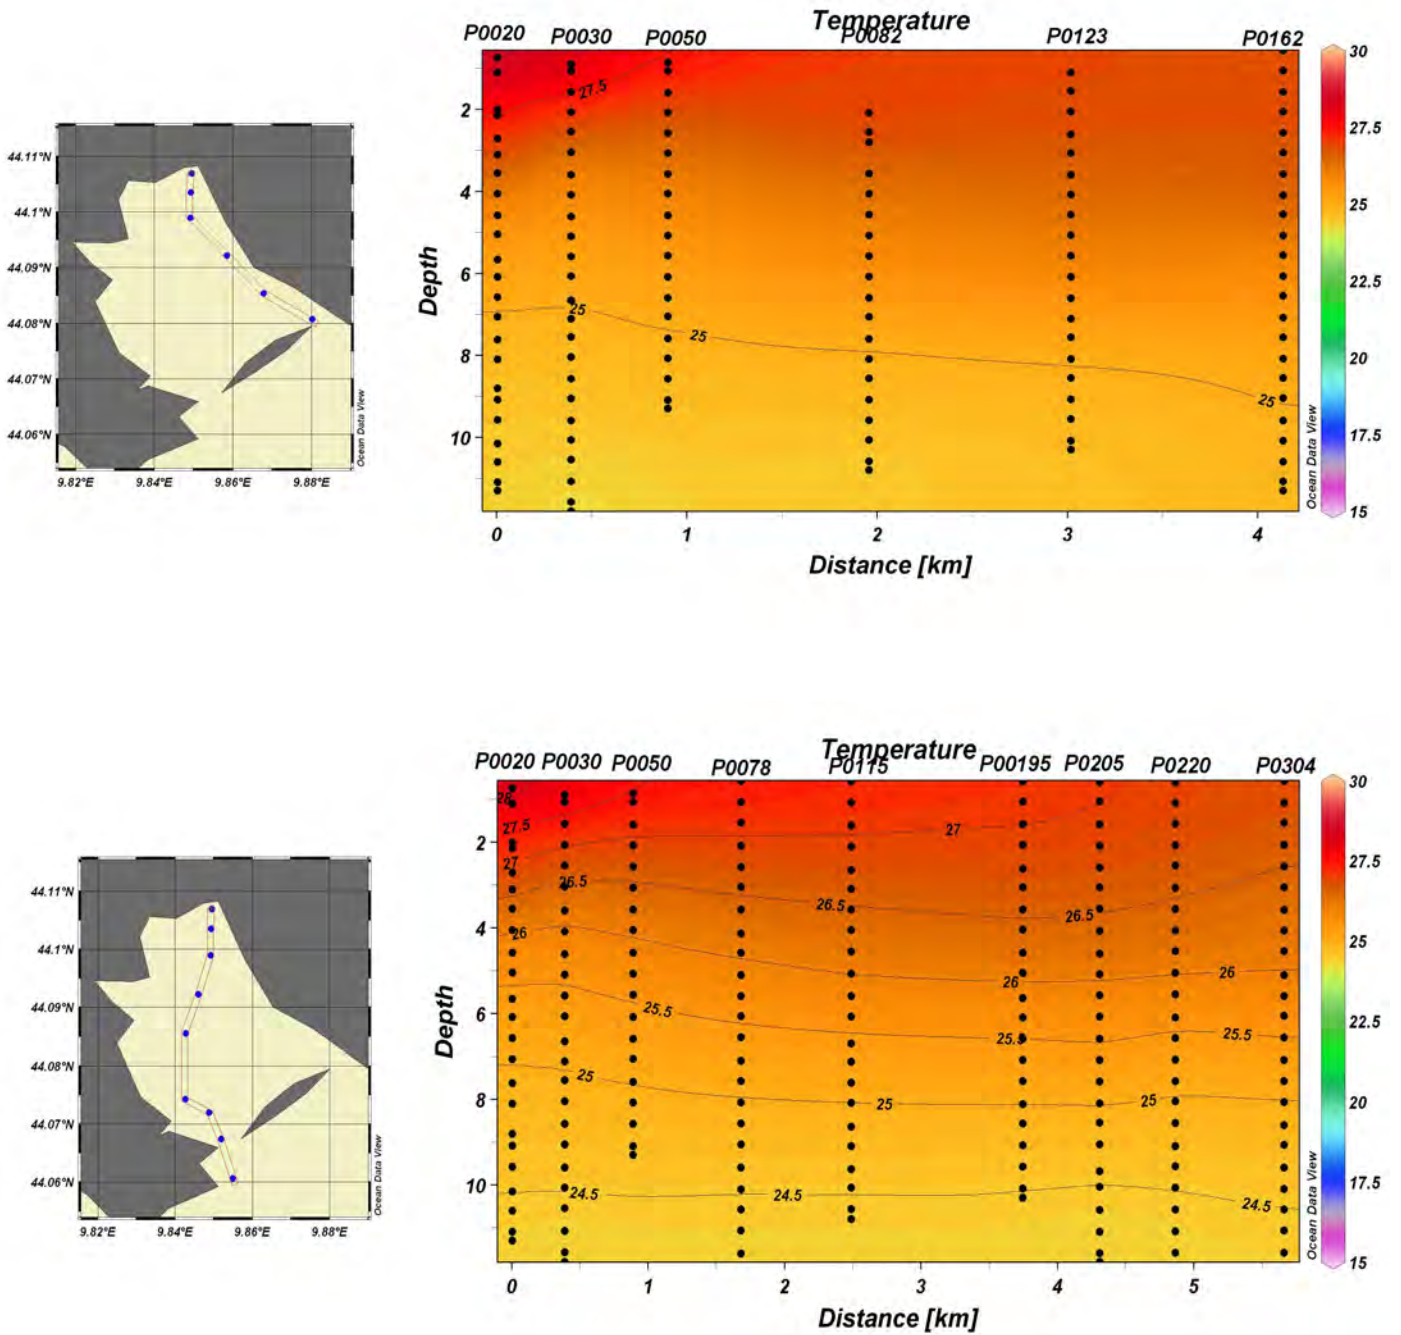 Temperature
P0020 P0030 P0050 P0082 P0123 P0162
30
27.5
25
22.5
20
17.5
15
2
4
6
8
10
Depth
27.5
25
25
25
0 1 2 3 4
Distance [km]
Ocean Data View
44.11°N
44.1°N
44.09°N
44.08°N
44.07°N
44.06°N
9.82°E 9.84°E 9.86°E 9.88°E
Ocean Data View
Temperature
P0020 P0030 P0050 P0078 P0115 P00195 P0205 P0220 P0304
30
27.5
25
22.5
20
17.5
15
2
4
6
8
10
Depth
28
27.5
27
27
26.5
26.5
26.5
26
26
26
25.5
25.5
25.5
25
25
25
24.5
24.5
24.5
0 1 2 3 4 5
Distance [km]
Ocean Data View
44.11°N
44.1°N
44.09°N
44.08°N
44.07°N
44.06°N
9.82°E 9.84°E 9.86°E 9.88°E
Ocean Data View